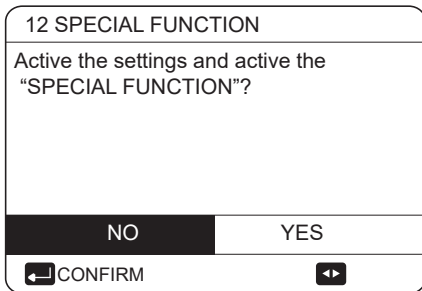 12 SPECIAL FUNCTION
Active the settings and active the
“SPECIAL FUNCTION”?
NO YES
CONFIRM